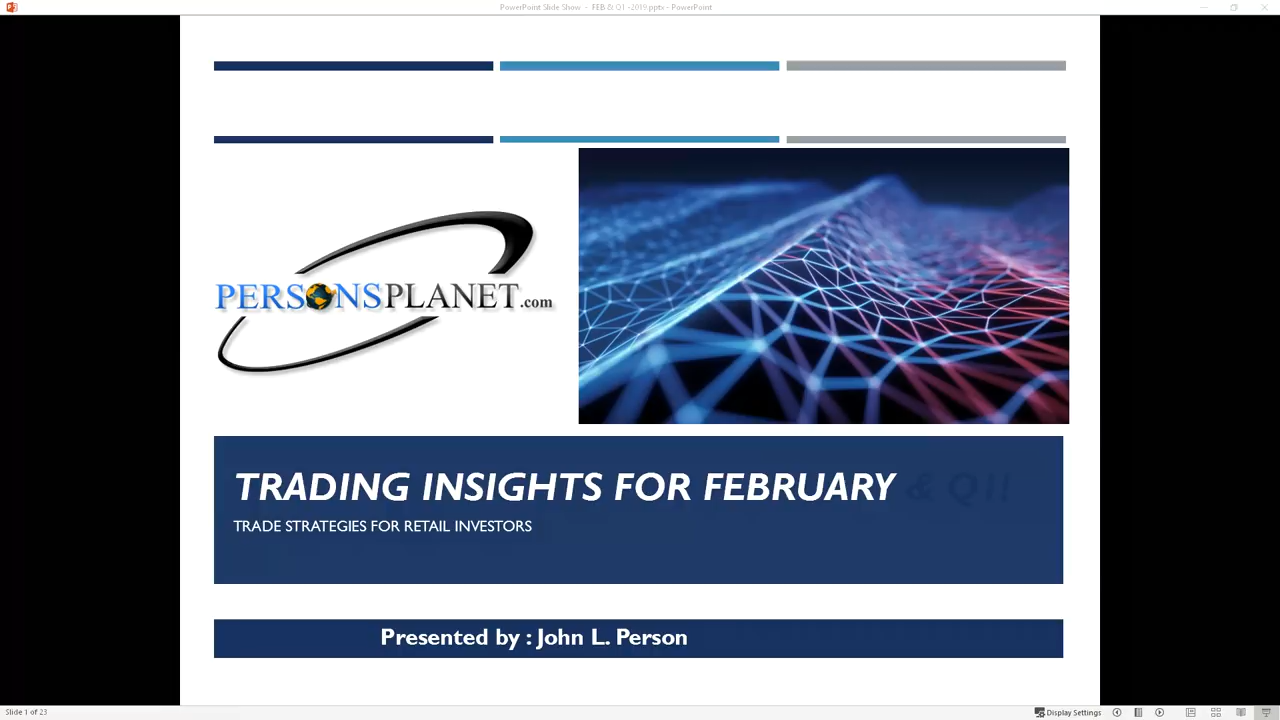 PowerPoint Slide Show - FEB & Q1 -2019.pptx - PowerPoint
PERSONSPLANET.com
TRADING INSIGHTS FOR FEBRUARY & Q1!
TRADE STRATEGIES FOR RETAIL INVESTORS
Presented by : John L. Person
Slide 1 of 23
Display Settings